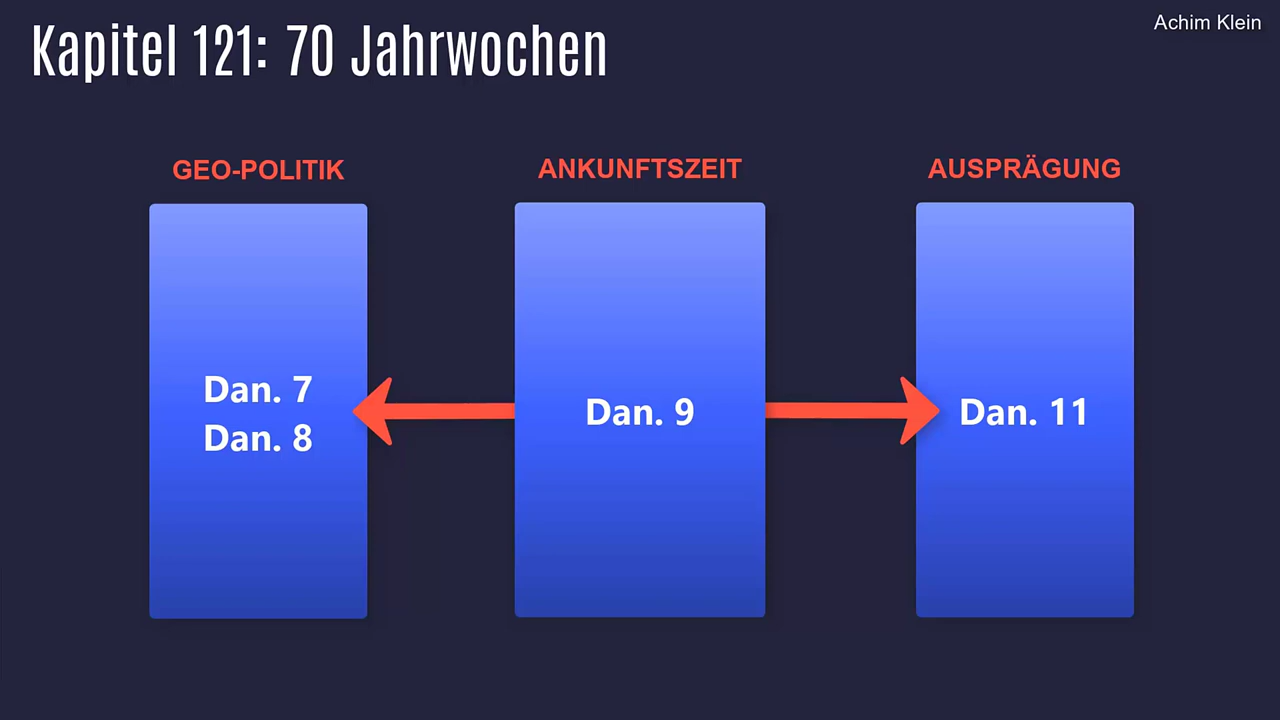 Kapitel 121: 70 Jahrwochen
Achim Klein
GEO-POLITIK
ANKUNFTSZEIT
AUSPRÄGUNG
Dan. 7
Dan. 8
Dan. 9
Dan. 11